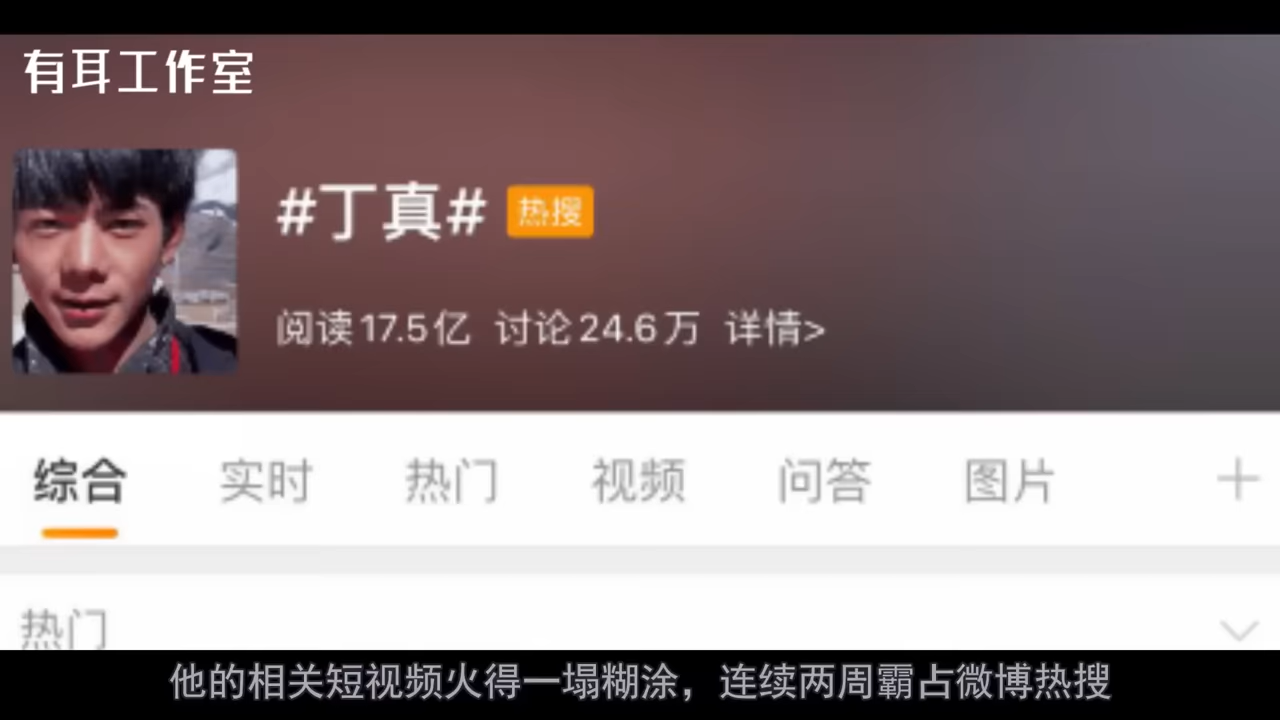 有耳工作室
#丁真# 热搜
阅读17.5亿 讨论24.6万 详情>
综合 实时 热门 视频 问答 图片 +
热门
他的相关短视频火得一塌糊涂，连续两周霸占微博热搜